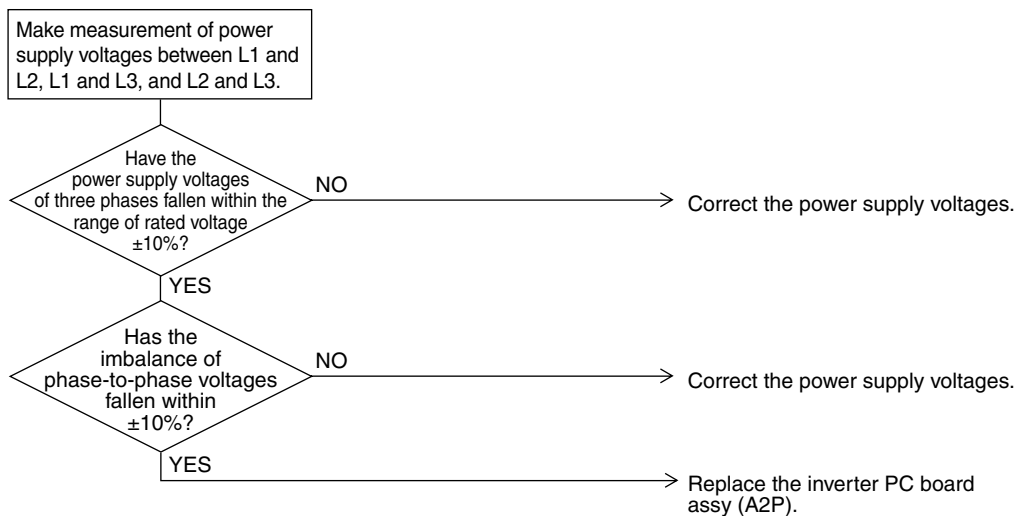 Make measurement of power
supply voltages between L1 and
L2, L1 and L3, and L2 and L3.
Have the
power supply voltages
of three phases fallen within the
range of rated voltage
±10%?
NO
Correct the power supply voltages.
YES
Has the
imbalance of
phase-to-phase voltages
fallen within
±10%?
NO
Correct the power supply voltages.
YES
Replace the inverter PC board
assy (A2P).